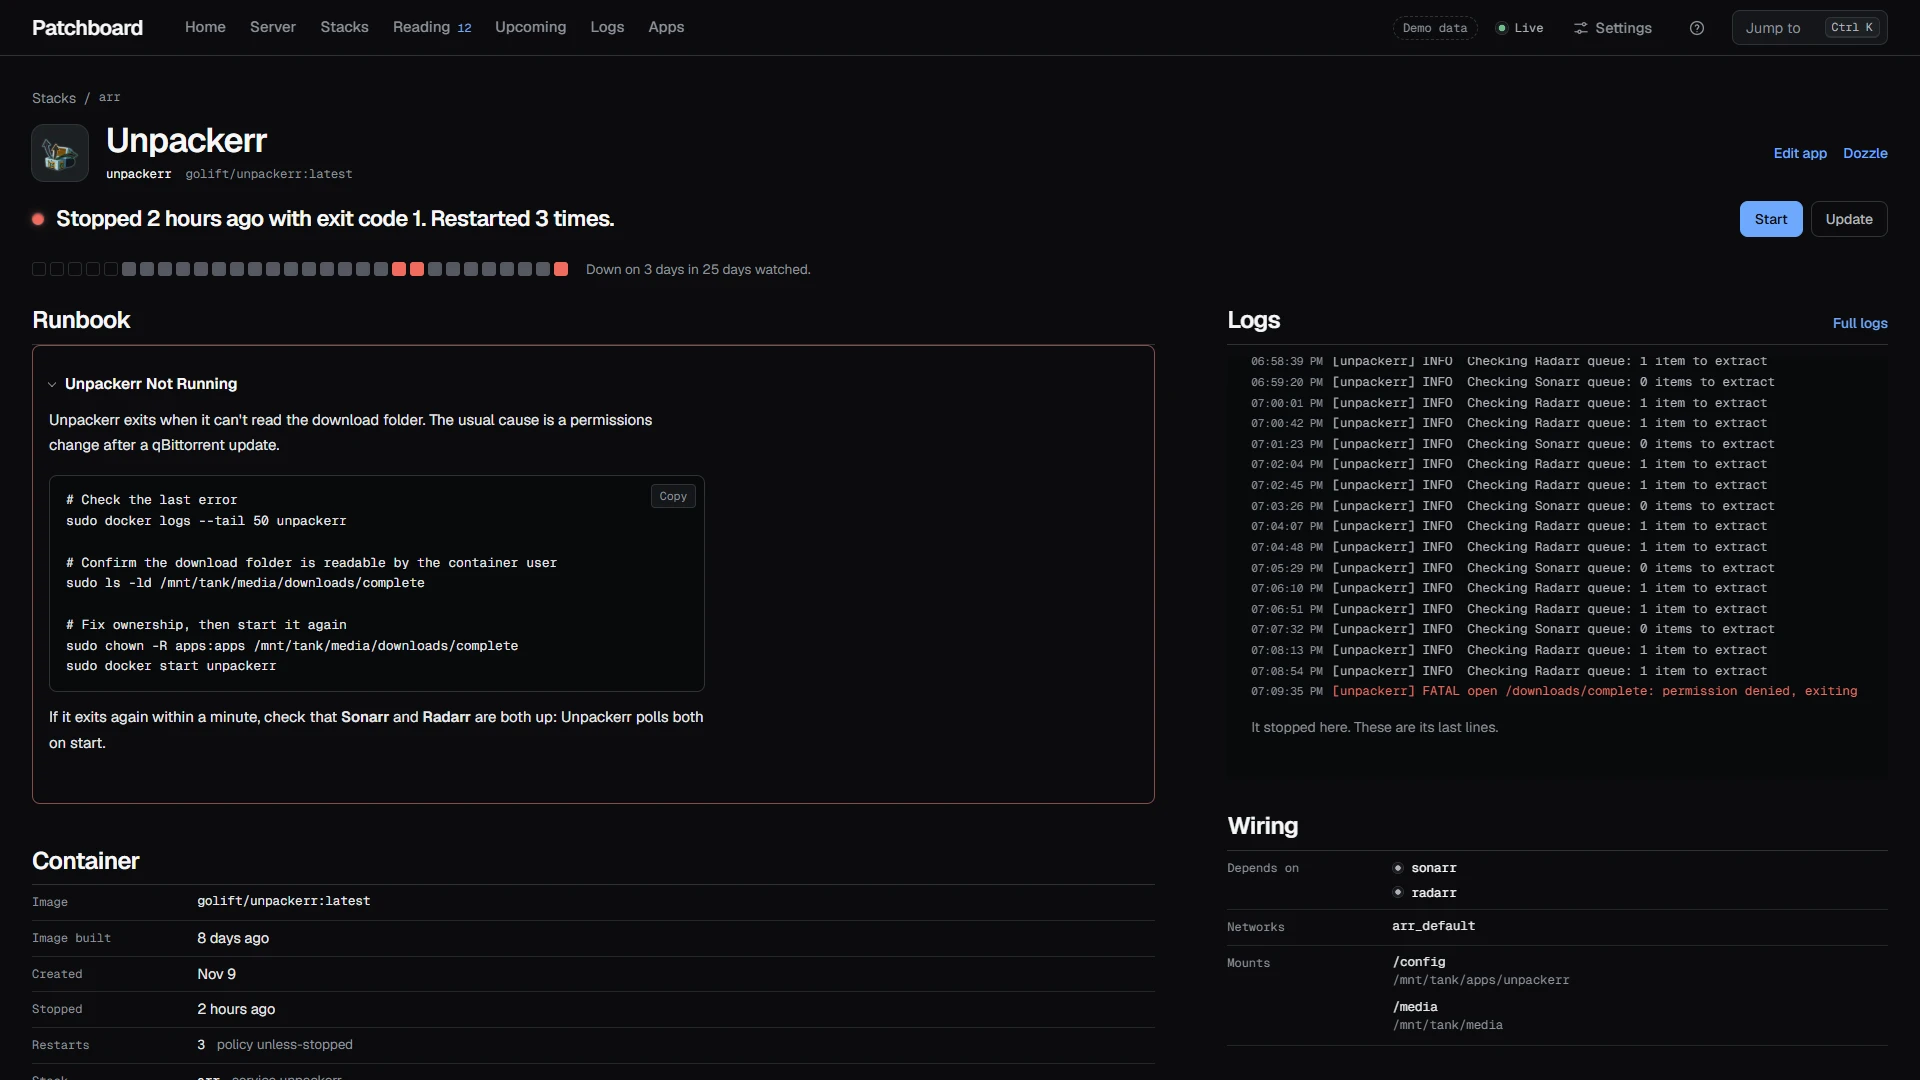 Patchboard
Home
Server
Stacks
Reading 12
Upcoming
Logs
Apps
Demo data
Live
Settings
Jump to
Ctrl K
Stacks / arr
Unpackerr
unpackerr golift/unpackerr:latest
Edit app
Dozzle
Stopped 2 hours ago with exit code 1. Restarted 3 times.
Start
Update
Down on 3 days in 25 days watched.
Runbook
Unpackerr Not Running
Unpackerr exits when it can't read the download folder. The usual cause is a permissions
change after a qBittorrent update.
Copy
# Check the last error
sudo docker logs --tail 50 unpackerr
# Confirm the download folder is readable by the container user
sudo ls -ld /mnt/tank/media/downloads/complete
# Fix ownership, then start it again
sudo chown -R apps:apps /mnt/tank/media/downloads/complete
sudo docker start unpackerr
If it exits again within a minute, check that Sonarr and Radarr are both up: Unpackerr polls both
on start.
Container
Image golift/unpackerr:latest
Image built 8 days ago
Created Nov 9
Stopped 2 hours ago
Restarts 3 policy unless-stopped
Stack arr service unpackerr
Logs
Full logs
06:58:39 PM [unpackerr] INFO Checking Radarr queue: 1 item to extract
06:59:20 PM [unpackerr] INFO Checking Sonarr queue: 0 items to extract
07:00:01 PM [unpackerr] INFO Checking Radarr queue: 1 item to extract
07:00:42 PM [unpackerr] INFO Checking Radarr queue: 1 item to extract
07:01:23 PM [unpackerr] INFO Checking Sonarr queue: 0 items to extract
07:02:04 PM [unpackerr] INFO Checking Radarr queue: 1 item to extract
07:02:45 PM [unpackerr] INFO Checking Radarr queue: 1 item to extract
07:03:26 PM [unpackerr] INFO Checking Sonarr queue: 0 items to extract
07:04:07 PM [unpackerr] INFO Checking Radarr queue: 1 item to extract
07:04:48 PM [unpackerr] INFO Checking Radarr queue: 1 item to extract
07:05:29 PM [unpackerr] INFO Checking Sonarr queue: 0 items to extract
07:06:10 PM [unpackerr] INFO Checking Radarr queue: 1 item to extract
07:06:51 PM [unpackerr] INFO Checking Radarr queue: 1 item to extract
07:07:32 PM [unpackerr] INFO Checking Sonarr queue: 0 items to extract
07:08:13 PM [unpackerr] INFO Checking Radarr queue: 1 item to extract
07:08:54 PM [unpackerr] INFO Checking Radarr queue: 1 item to extract
07:09:35 PM [unpackerr] FATAL open /downloads/complete: permission denied, exiting
It stopped here. These are its last lines.
Wiring
Depends on sonarr
radarr
Networks arr_default
Mounts /config
/mnt/tank/apps/unpackerr
/media
/mnt/tank/media